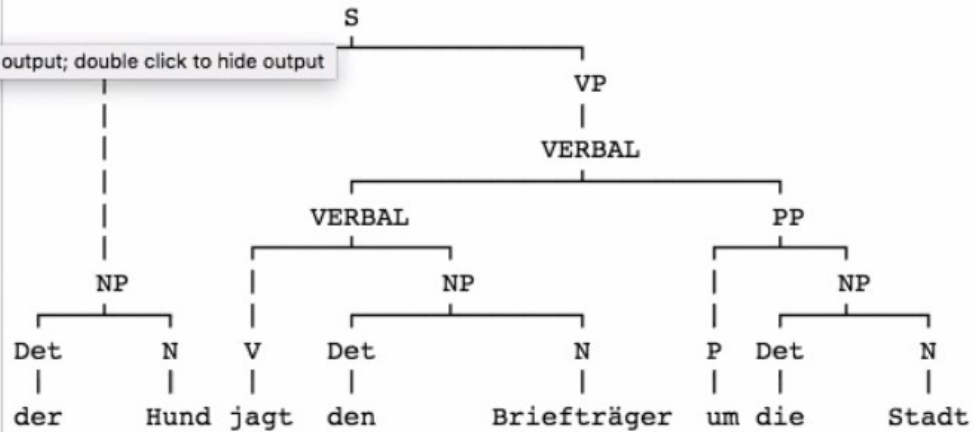 S
output; double click to hide output
VP
VERBAL
VERBAL PP
NP NP NP
Det N V Det N P Det N
der Hund jagt den Briefträger um die Stadt